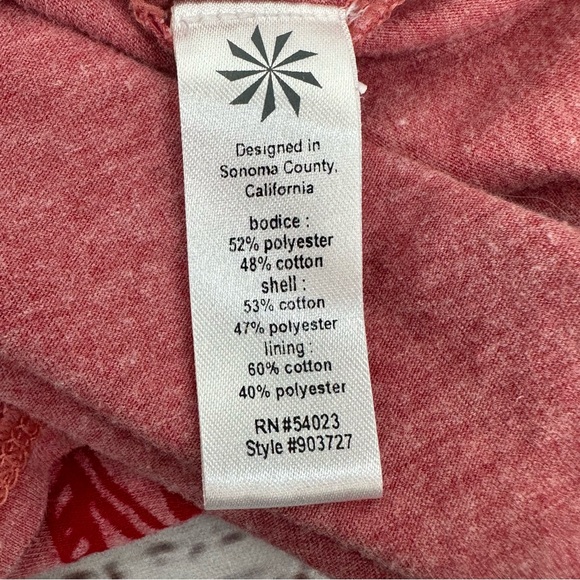 Designed in
Sonoma County,
California
bodice :
52% polyester
48% cotton
shell :
53% cotton
47% polyester
lining :
60% cotton
40% polyester
RN#54023
Style #903727